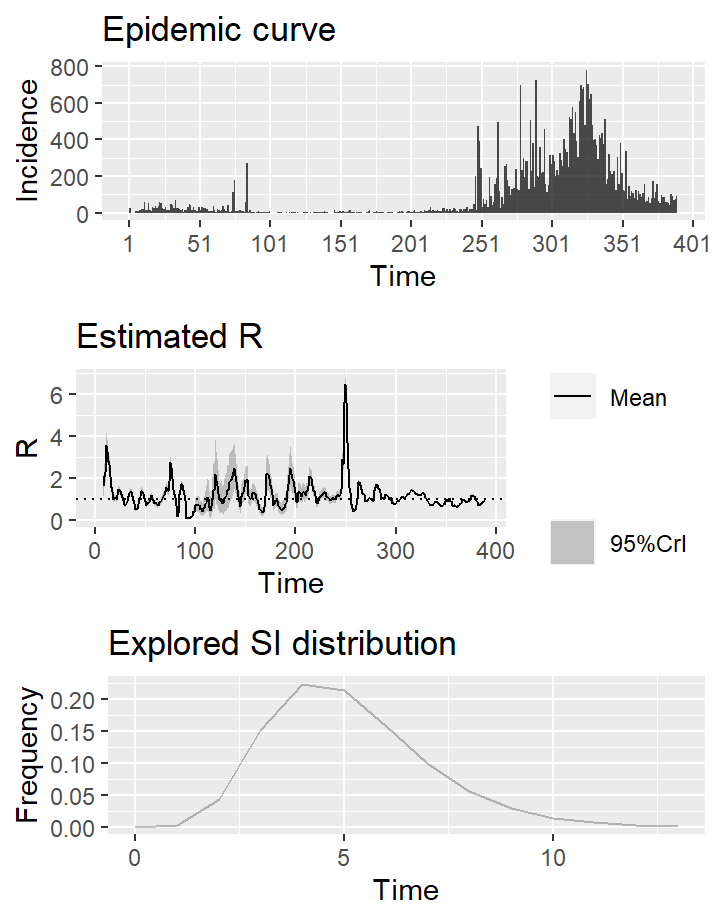 Epidemic curve
800
600
400
200
0
Incidence
1 51 101 151 201 251 301 351 401
Time
Estimated R
6
4
2
0
R
0 100 200 300 400
Time
Mean
95%CrI
Explored SI distribution
0.20
0.15
0.10
0.05
0.00
Frequency
0 5 10
Time